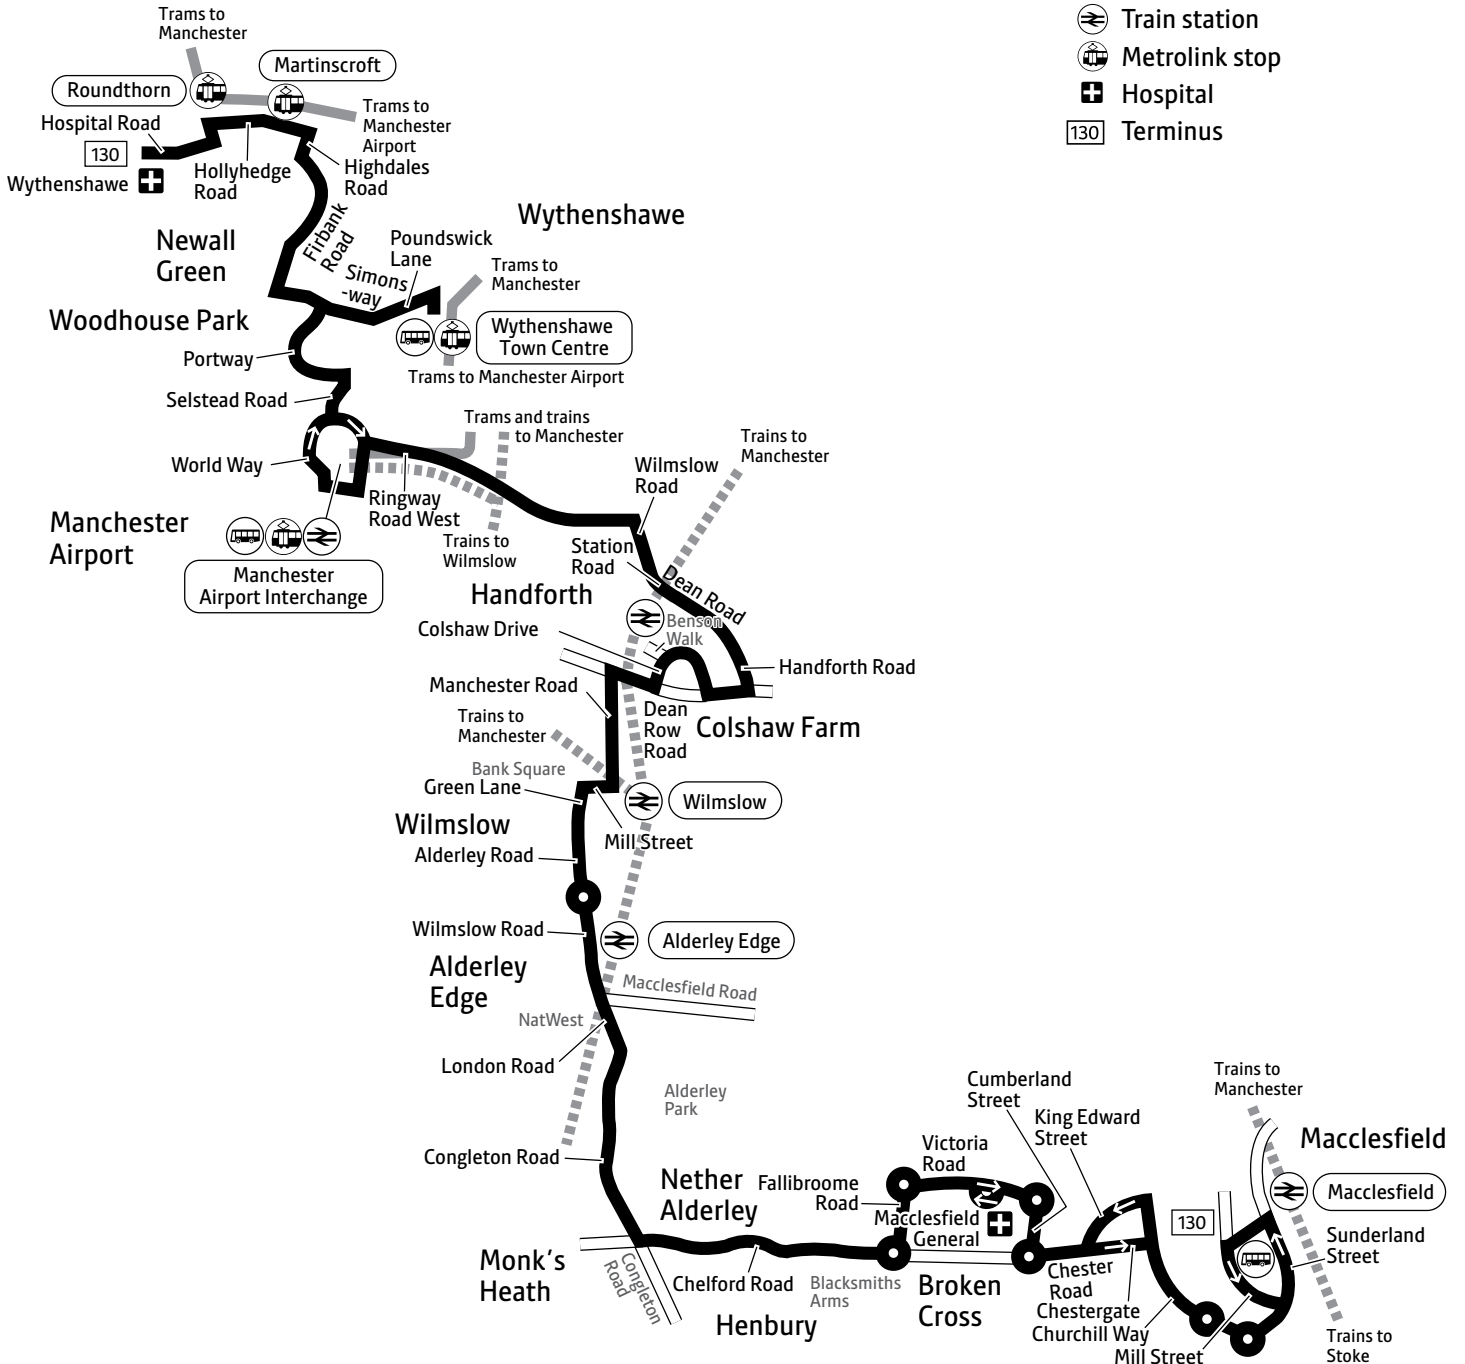 Trams to
Manchester
Train station
Metrolink stop
Hospital
130
Terminus
Martinscroft
Roundthorn
Hospital Road
130
Wythenshawe
Trams to
Manchester
Airport
Hollyhedge
Road
Highdales
Road
Wythenshawe
Newall
Green
Firbank
Road
Poundswick
Lane
Simons
-way
Trams to
Manchester
Woodhouse Park
Wythenshawe
Town Centre
Portway
Trams to Manchester Airport
Selstead Road
Trams and trains
to Manchester
Trains to
Manchester
World Way
Wilmslow
Road
Ringway
Road West
Manchester
Airport
Trains to
Wilmslow
Station
Road
Manchester
Airport Interchange
Dean Road
Handforth
Benson
Walk
Colshaw Drive
Handforth Road
Manchester Road
Dean
Row
Road
Colshaw Farm
Trains to
Manchester
Bank Square
Green Lane
Wilmslow
Wilmslow
Mill Street
Alderley Road
Wilmslow Road
Alderley Edge
Alderley
Edge
Macclesfield Road
NatWest
London Road
Alderley
Park
Congleton Road
Cumberland
Street
King Edward
Street
Trains to
Manchester
Macclesfield
Victoria
Road
Nether
Alderley
Fallibroome
Road
Macclesfield
General
130
Macclesfield
Sunderland
Street
Monk's
Heath
Congleton
Road
Chelford Road
Blacksmiths
Arms
Broken
Cross
Chester
Road
Chestergate
Churchill Way
Mill Street
Henbury
Trains to
Stoke